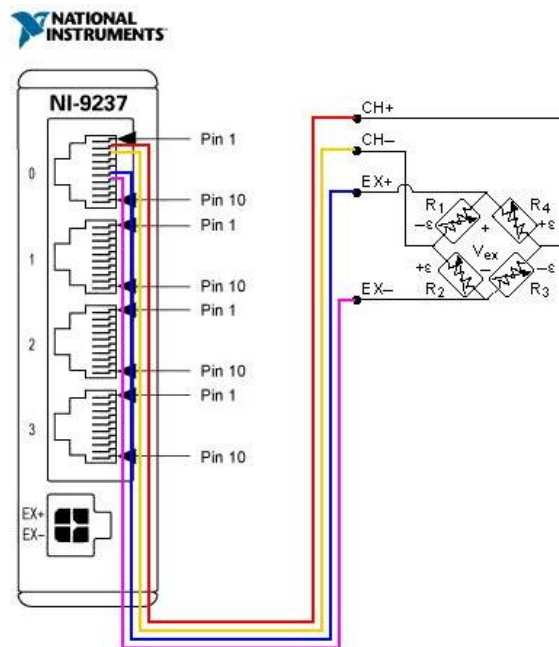 NATIONAL
INSTRUMENTS
NI-9237
0
Pin 1
Pin 10
1
Pin 1
Pin 10
2
Pin 1
Pin 10
3
Pin 1
Pin 10
EX+
EX–
CH+
CH–
EX+
R1
R4
–ε
+
+ε
Vex
+ε
–
–ε
R2
R3
EX–